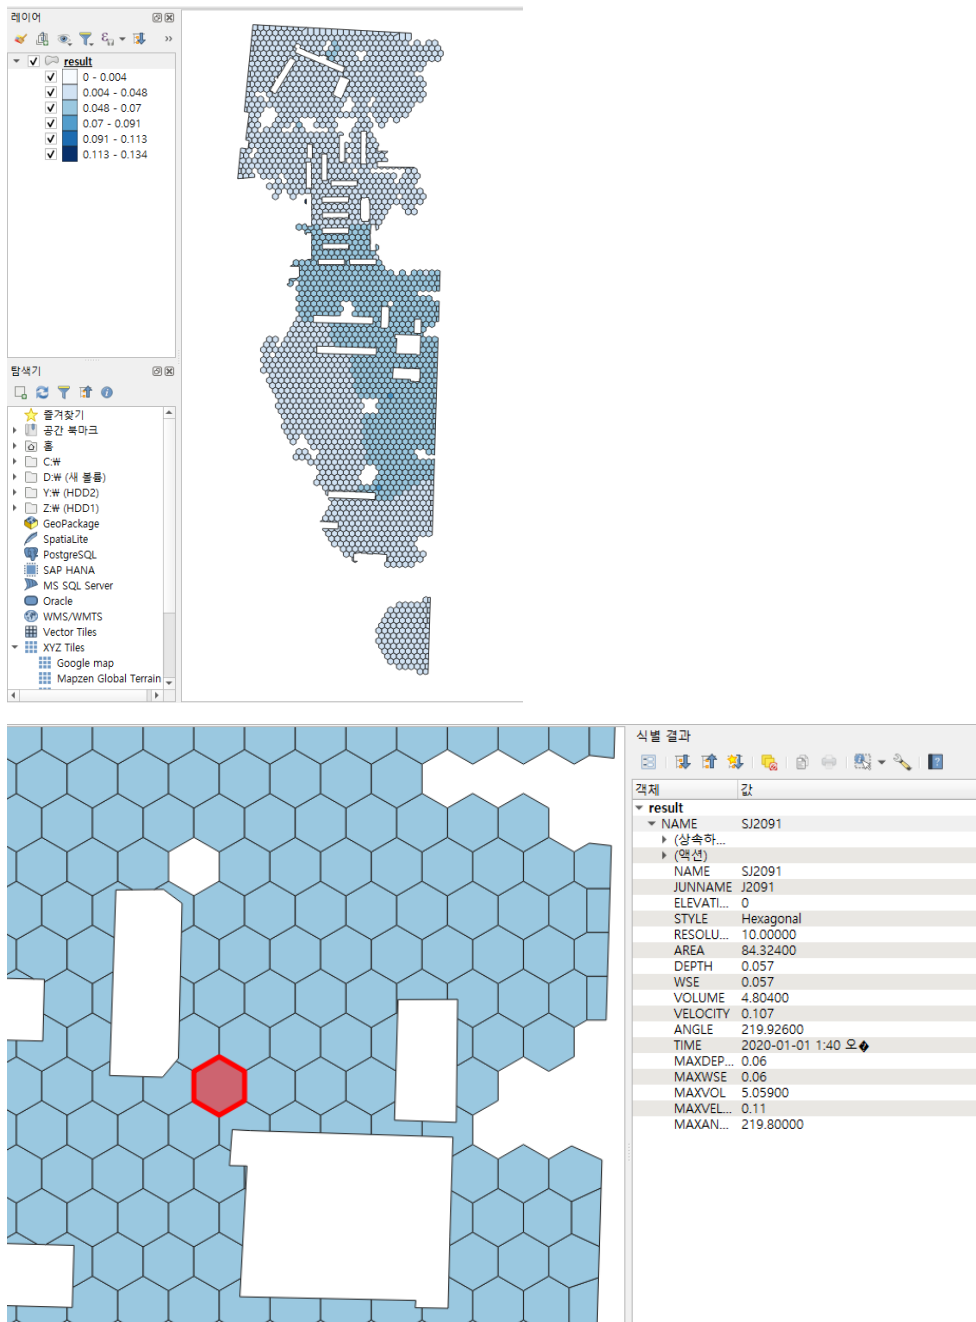 레이어
result
0 - 0.004
0.004 - 0.048
0.048 - 0.07
0.07 - 0.091
0.091 - 0.113
0.113 - 0.134
탐색기
즐겨찾기
공간 북마크
홈
C:₩
D:₩ (새 볼륨)
Y:₩ (HDD2)
Z:₩ (HDD1)
GeoPackage
SpatiaLite
PostgreSQL
SAP HANA
MS SQL Server
Oracle
WMS/WMTS
Vector Tiles
XYZ Tiles
Google map
Mapzen Global Terrain
식별 결과
객체 값
result
NAME SJ2091
(상속하...
(액션)
NAME SJ2091
JUNNAME J2091
ELEVATI... 0
STYLE Hexagonal
RESOLU... 10.00000
AREA 84.32400
DEPTH 0.057
WSE 0.057
VOLUME 4.80400
VELOCITY 0.107
ANGLE 219.92600
TIME 2020-01-01 1:40 오�
MAXDEP... 0.06
MAXWSE 0.06
MAXVOL 5.05900
MAXVEL... 0.11
MAXAN... 219.80000